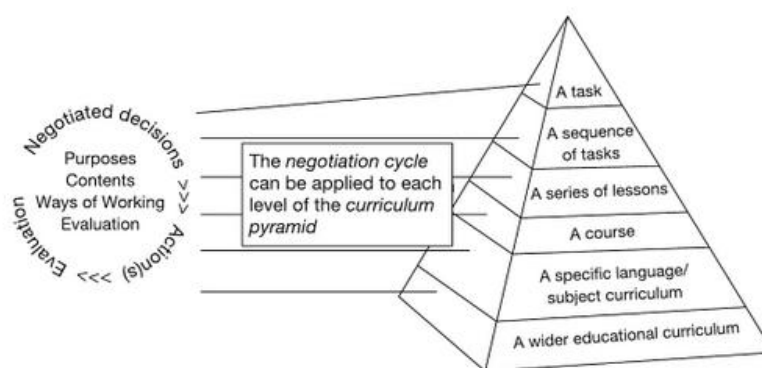 Negotiated decisions >>> Action(s) >>> Evaluation
Purposes
Contents
Ways of Working
Evaluation
The negotiation cycle
can be applied to each
level of the curriculum
pyramid
A task
A sequence
of tasks
A series of lessons
A course
A specific language/
subject curriculum
A wider educational curriculum